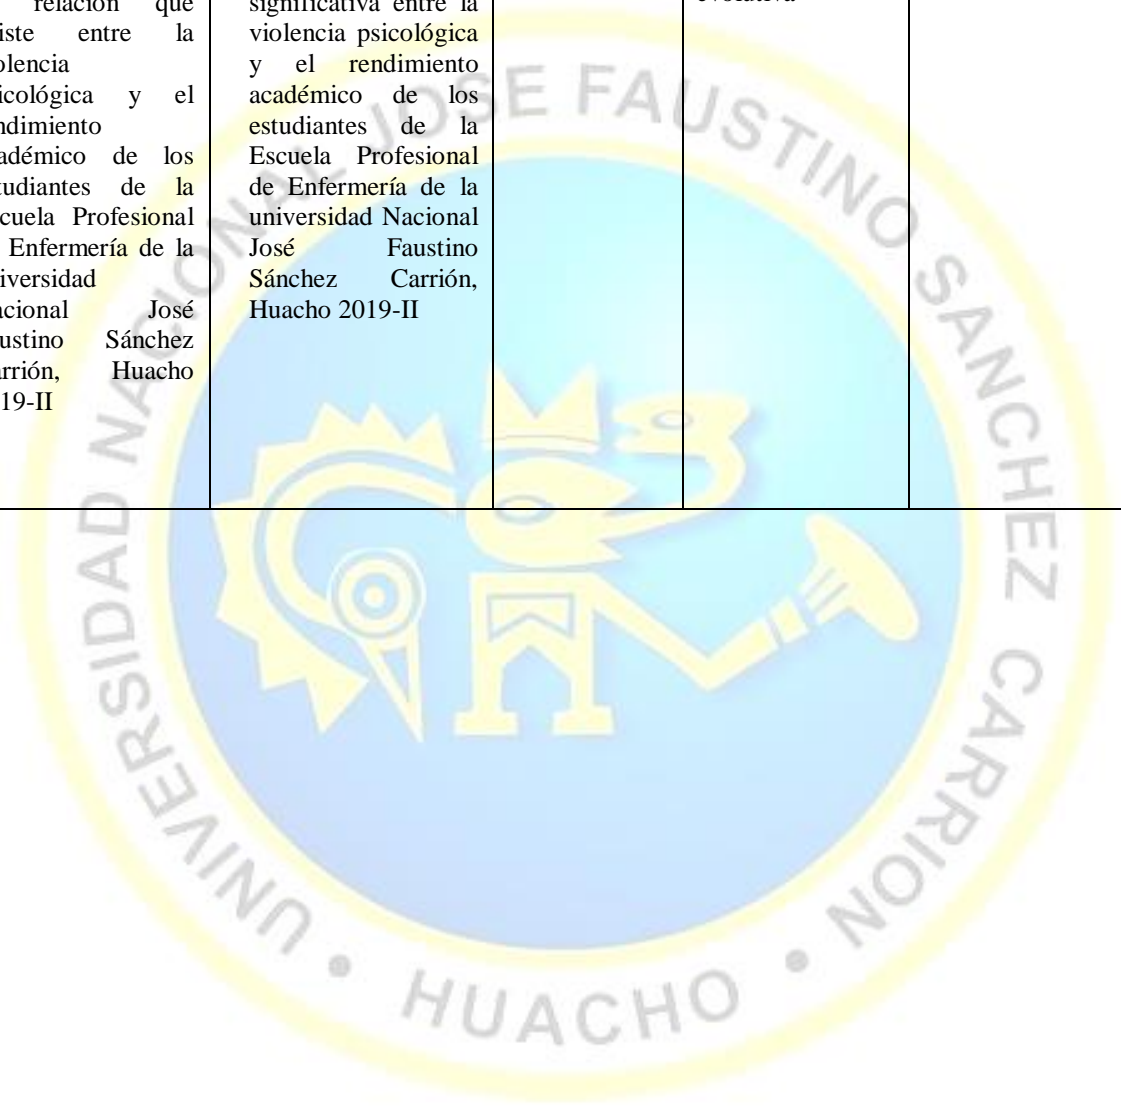 relación que
iste entre la
olencia
icológica y el
ndimiento
adémico de los
tudiantes de la
cuela Profesional
Enfermería de la
iversidad
acional José
ustino Sánchez
arrión, Huacho
19-II
significativa entre la
violencia psicológica
y el rendimiento
académico de los
estudiantes de la
Escuela Profesional
de Enfermería de la
universidad Nacional
José Faustino
Sánchez Carrión,
Huacho 2019-II
UNIVERSIDAD NACIONAL JOSE FAUSTINO SANCHEZ CARRION
• HUACHO •